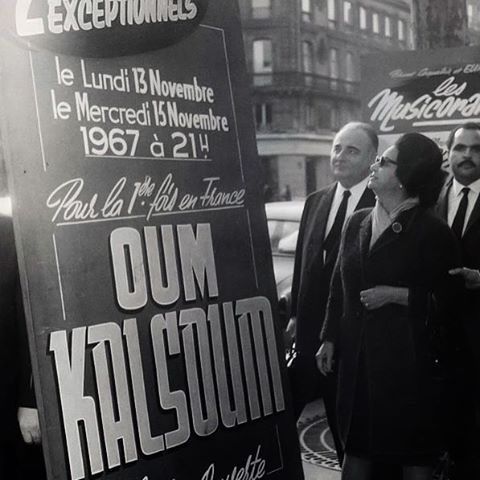 2 EXCEPTIONNELS
le Lundi 13 Novembre
le Mercredi 15 Novembre
1967 à 21H
Pour la 1ère fois en France
OUM
KALSOUM
les